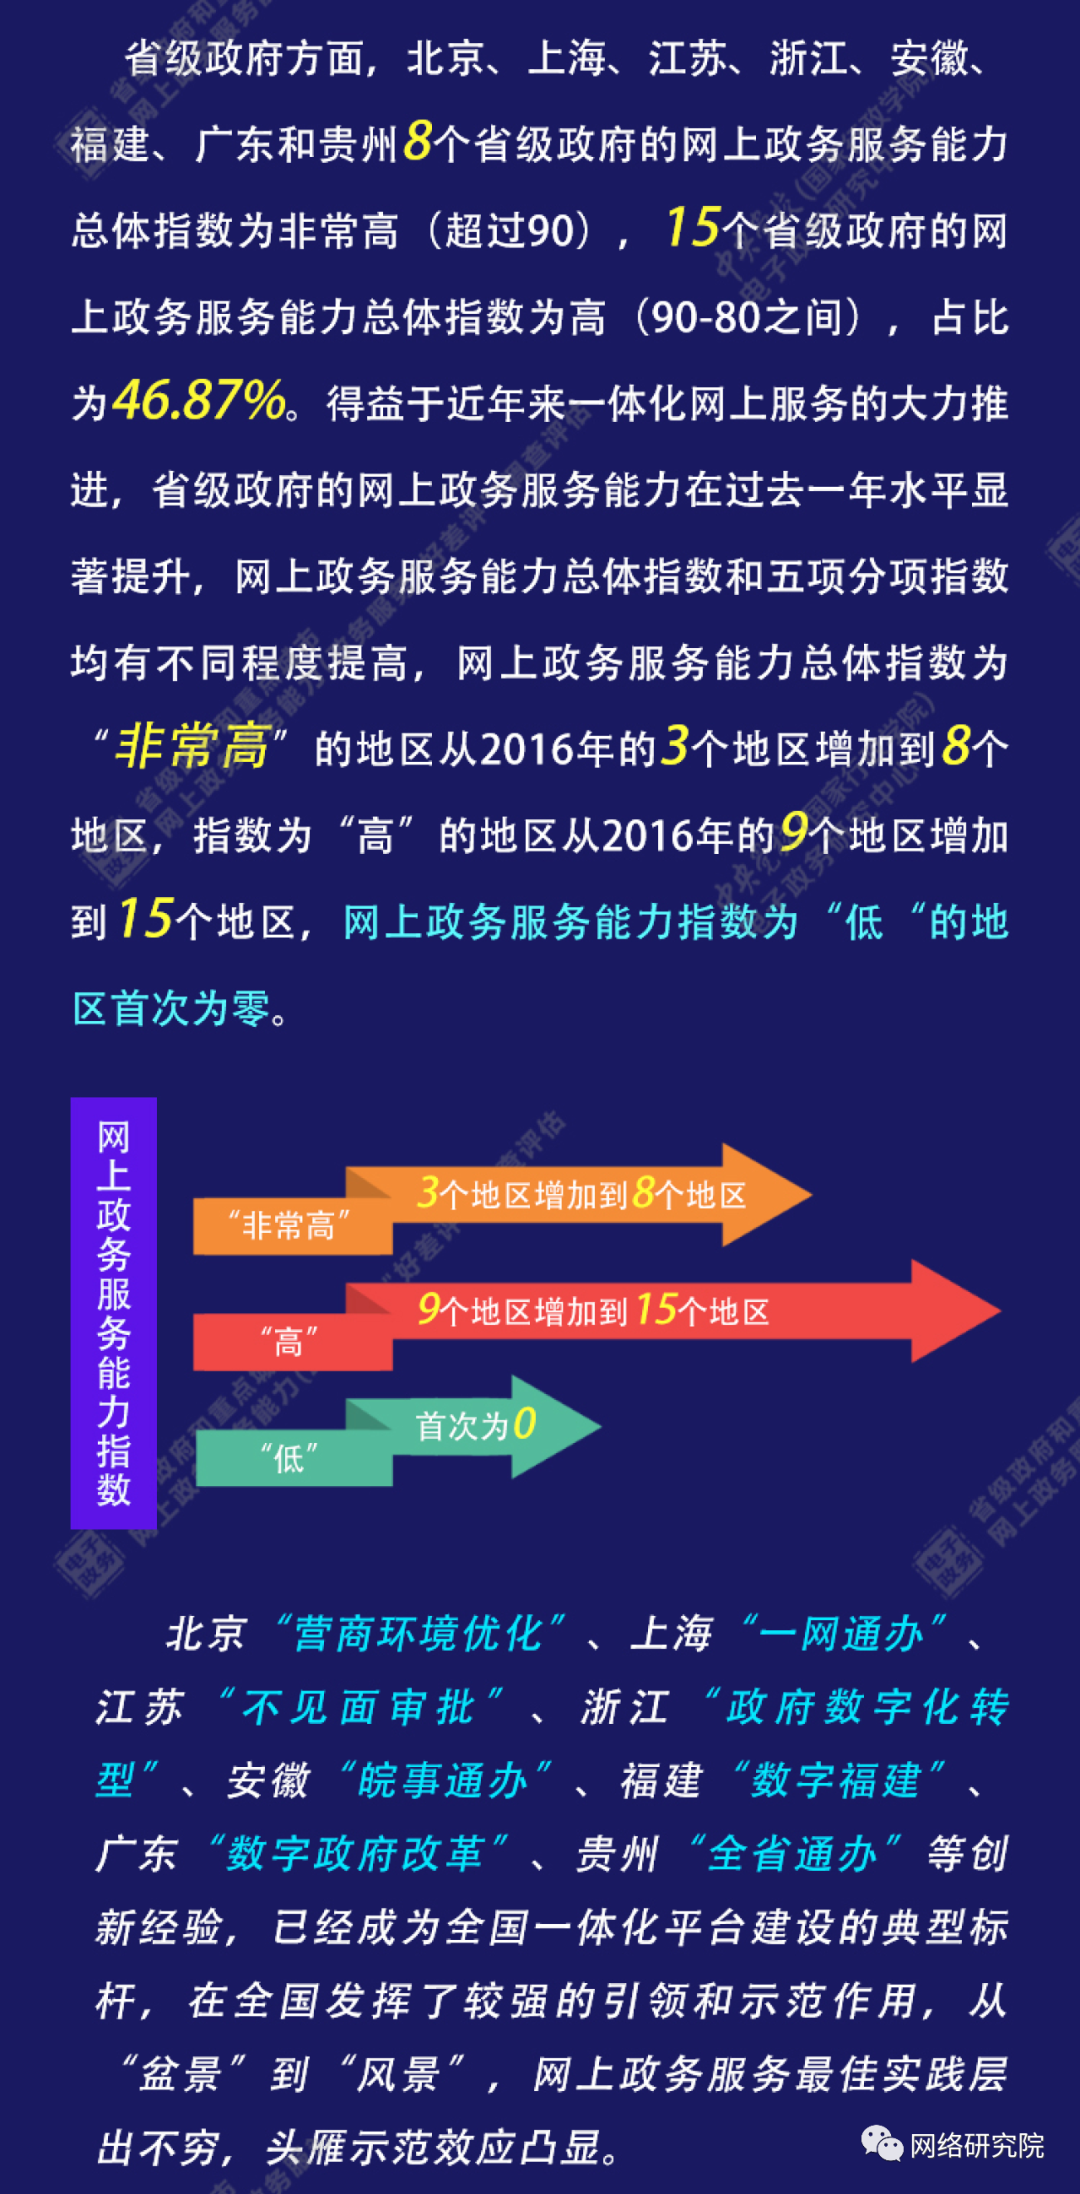 省级政府方面，北京、上海、江苏、浙江、安徽、
福建、广东和贵州8个省级政府的网上政务服务能力
总体指数为非常高（超过90），15个省级政府的网
上政务服务能力总体指数为高（90-80之间），占比
为46.87%。得益于近年来一体化网上服务的大力推
进，省级政府的网上政务服务能力在过去一年水平显
著提升，网上政务服务能力总体指数和五项分项指数
均有不同程度提高，网上政务服务能力总体指数为
“非常高”的地区从2016年的3个地区增加到8个
地区，指数为“高”的地区从2016年的9个地区增加
到15个地区，网上政务服务能力指数为“低“的地
区首次为零。
网上政务服务能力指数
3个地区增加到8个地区
“非常高”
9个地区增加到15个地区
“高”
首次为0
“低”
北京“营商环境优化”、上海“一网通办”、
江苏“不见面审批”、浙江“政府数字化转
型”、安徽“皖事通办”、福建“数字福建”、
广东“数字政府改革”、贵州“全省通办”等创
新经验，已经成为全国一体化平台建设的典型标
杆，在全国发挥了较强的引领和示范作用，从
“盆景”到“风景”，网上政务服务最佳实践层
出不穷，头雁示范效应凸显。
网络研究院